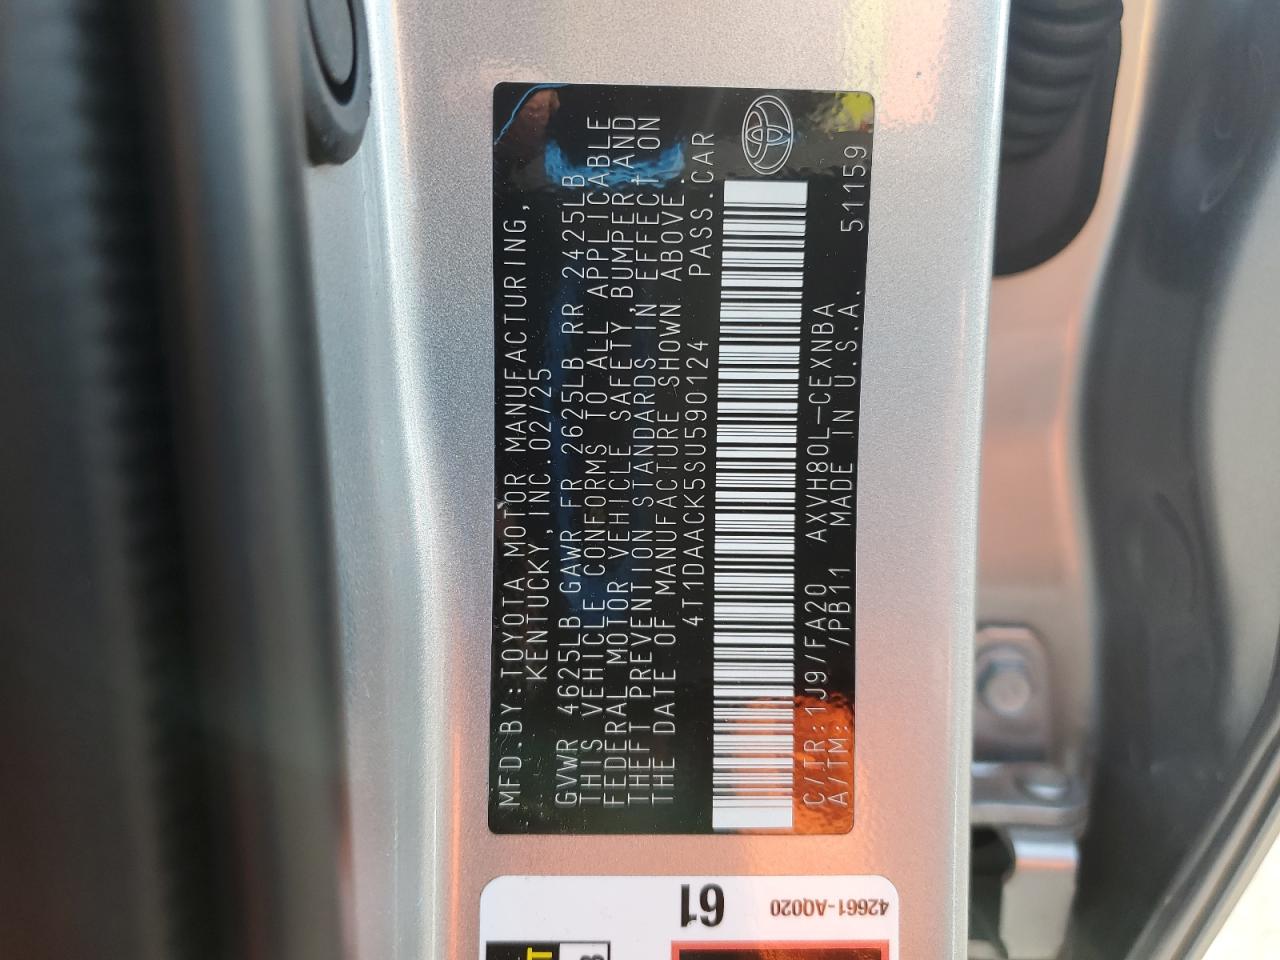 MFD.BY:TOYOTA MOTOR MANUFACTURING,
KENTUCKY,INC.02/25
GVWR 4625LB GAWR FR 2625LB RR 2425LB
THIS VEHICLE CONFORMS TO ALL APPLICABLE
FEDERAL MOTOR VEHICLE SAFETY,BUMPER,AND
THEFT PREVENTION STANDARDS IN EFFECT ON
THE DATE OF MANUFACTURE SHOWN ABOVE.
4T1DAACK5SU590124 PASS.CAR
C/TR:1J9/FA20 AXVH80L-CEXNBA
A/TM: /PB11 MADE IN U.S.A. 51159
61
42661-AQ020